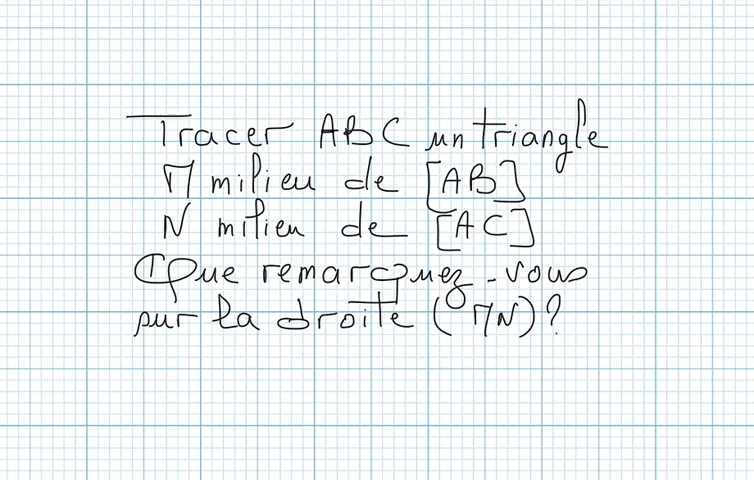 Tracer ABC un triangle
M milieu de [AB]
N milieu de [AC]
Que remarquez-vous
sur la droite (MN)?